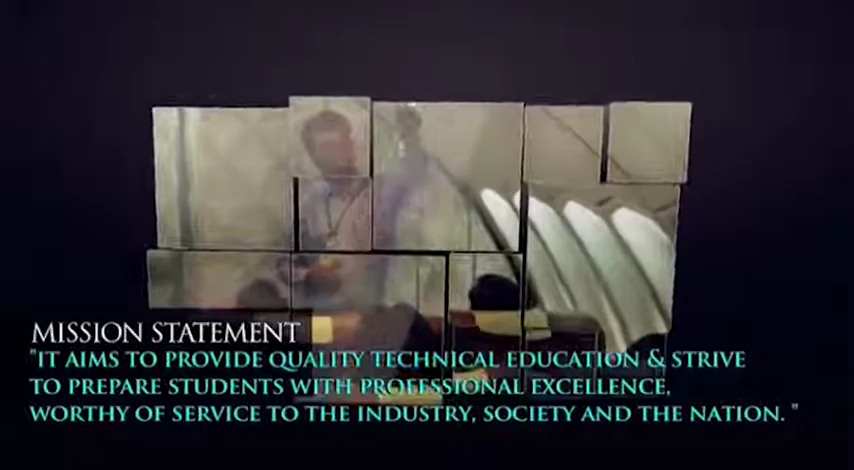 MISSION STATEMENT
"IT AIMS TO PROVIDE QUALITY TECHNICAL EDUCATION & STRIVE
TO PREPARE STUDENTS WITH PROFESSIONAL EXCELLENCE,
WORTHY OF SERVICE TO THE INDUSTRY, SOCIETY AND THE NATION. "